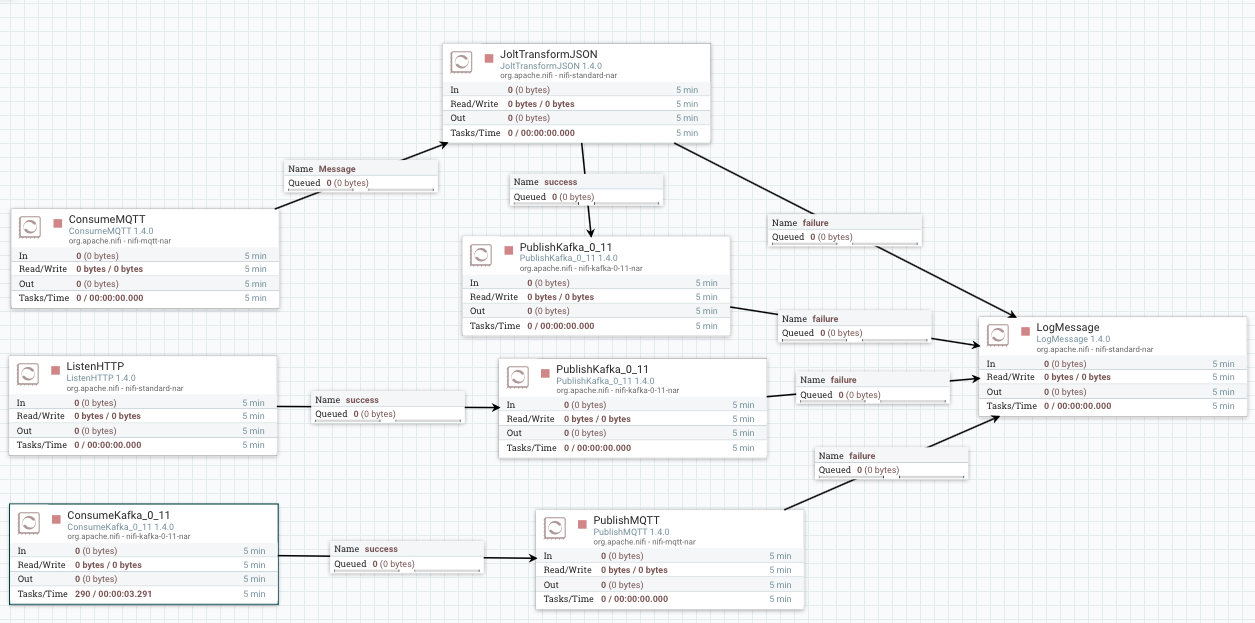 JoltTransformJSON
JoltTransformJSON 1.4.0
org.apache.nifi - nifi-standard-nar
In 0 (0 bytes) 5 min
Read/Write 0 bytes / 0 bytes 5 min
Out 0 (0 bytes) 5 min
Tasks/Time 0 / 00:00:00.000 5 min
Name Message
Queued 0 (0 bytes)
Name success
Queued 0 (0 bytes)
Name failure
Queued 0 (0 bytes)
ConsumeMQTT
ConsumeMQTT 1.4.0
org.apache.nifi - nifi-mqtt-nar
In 0 (0 bytes) 5 min
Read/Write 0 bytes / 0 bytes 5 min
Out 0 (0 bytes) 5 min
Tasks/Time 0 / 00:00:00.000 5 min
PublishKafka_0_11
PublishKafka_0_11 1.4.0
org.apache.nifi - nifi-kafka-0-11-nar
In 0 (0 bytes) 5 min
Read/Write 0 bytes / 0 bytes 5 min
Out 0 (0 bytes) 5 min
Tasks/Time 0 / 00:00:00.000 5 min
Name failure
Queued 0 (0 bytes)
LogMessage
LogMessage 1.4.0
org.apache.nifi - nifi-standard-nar
In 0 (0 bytes) 5 min
Read/Write 0 bytes / 0 bytes 5 min
Out 0 (0 bytes) 5 min
Tasks/Time 0 / 00:00:00.000 5 min
ListenHTTP
ListenHTTP 1.4.0
org.apache.nifi - nifi-standard-nar
In 0 (0 bytes) 5 min
Read/Write 0 bytes / 0 bytes 5 min
Out 0 (0 bytes) 5 min
Tasks/Time 0 / 00:00:00.000 5 min
Name success
Queued 0 (0 bytes)
PublishKafka_0_11
PublishKafka_0_11 1.4.0
org.apache.nifi - nifi-kafka-0-11-nar
In 0 (0 bytes) 5 min
Read/Write 0 bytes / 0 bytes 5 min
Out 0 (0 bytes) 5 min
Tasks/Time 0 / 00:00:00.000 5 min
Name failure
Queued 0 (0 bytes)
Name failure
Queued 0 (0 bytes)
ConsumeKafka_0_11
ConsumeKafka_0_11 1.4.0
org.apache.nifi - nifi-kafka-0-11-nar
In 0 (0 bytes) 5 min
Read/Write 0 bytes / 0 bytes 5 min
Out 0 (0 bytes) 5 min
Tasks/Time 290 / 00:00:03.291 5 min
Name success
Queued 0 (0 bytes)
PublishMQTT
PublishMQTT 1.4.0
org.apache.nifi - nifi-mqtt-nar
In 0 (0 bytes) 5 min
Read/Write 0 bytes / 0 bytes 5 min
Out 0 (0 bytes) 5 min
Tasks/Time 0 / 00:00:00.000 5 min